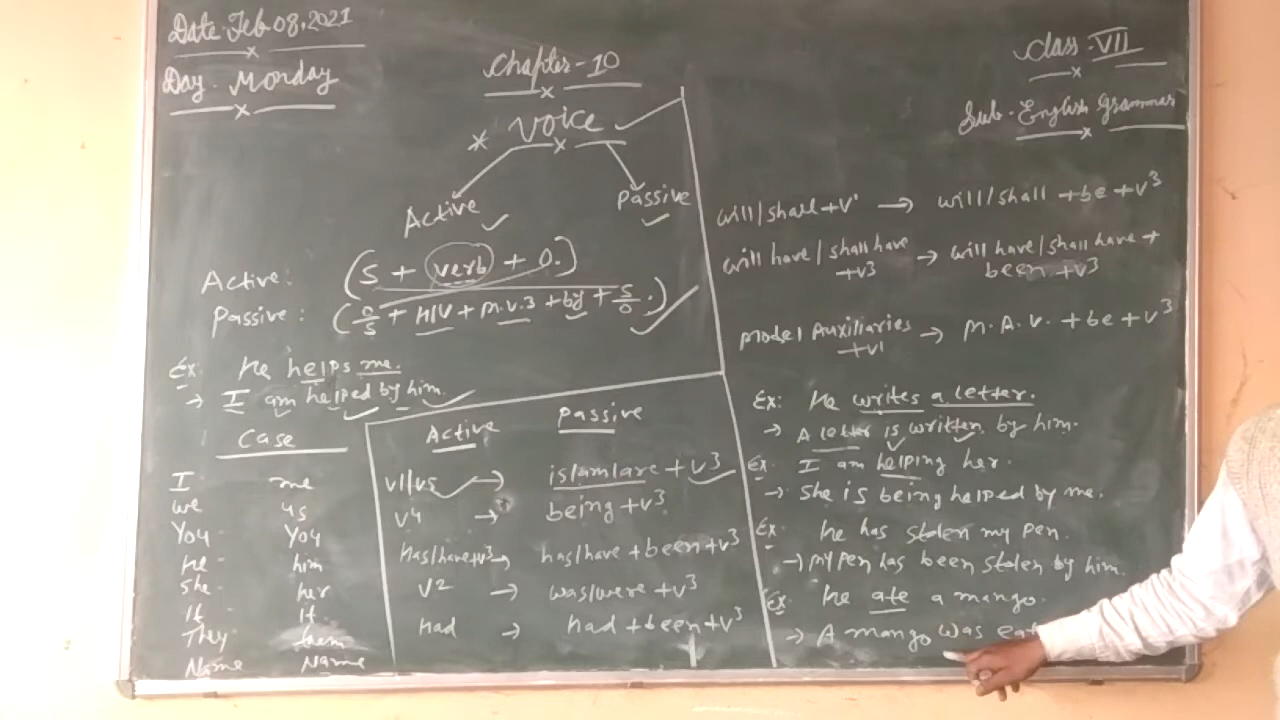 Date: Feb 08, 2021
Day: Monday
Chapter-10
Class: VII
Sub: English Grammar
* Voice
Active
Passive
Active: (S + verb + O.)
Passive: (O/S + H/V + M.V.3 + by + S/O.)
Ex: He helps me.
→ I am helped by him.
Case
I me
we us
You You
He him
She her
It It
They them
Name Name
Active Passive
v1/v5 → is/am/are + v3
v4 → being + v3
Has/have+v3 → has/have + been + v3
v2 → was/were + v3
had → had + been + v3
will/shall + v1 → will/shall + be + v3
will have/shall have + v3 → will have/shall have + been + v3
Model Auxiliaries + v1 → M.A.V. + be + v3
Ex: He writes a letter.
→ A letter is written by him.
Ex: I am helping her.
→ She is being helped by me.
Ex: He has stolen my pen.
→ My pen has been stolen by him.
Ex: He ate a mango.
→ A mango was